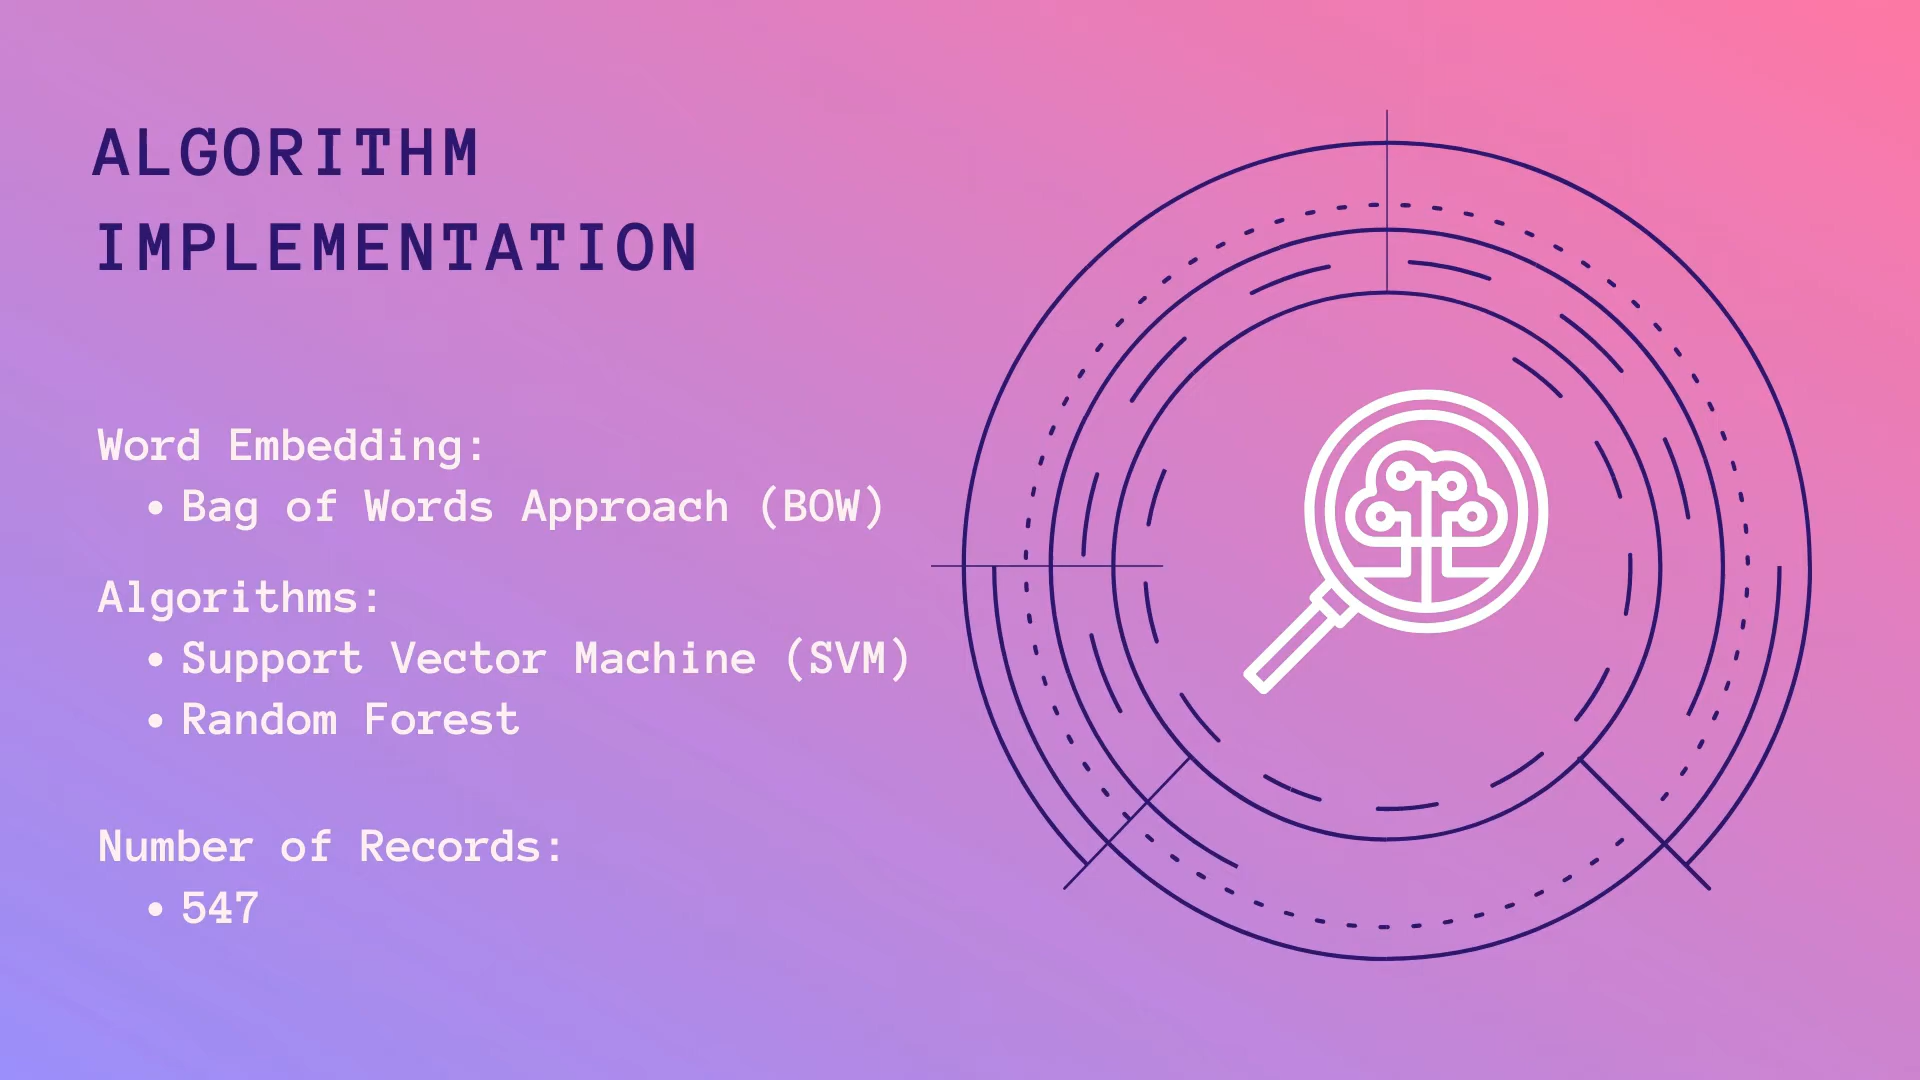 ALGORITHM
IMPLEMENTATION
Word Embedding:
• Bag of Words Approach (BOW)
Algorithms:
• Support Vector Machine (SVM)
• Random Forest
Number of Records:
• 547